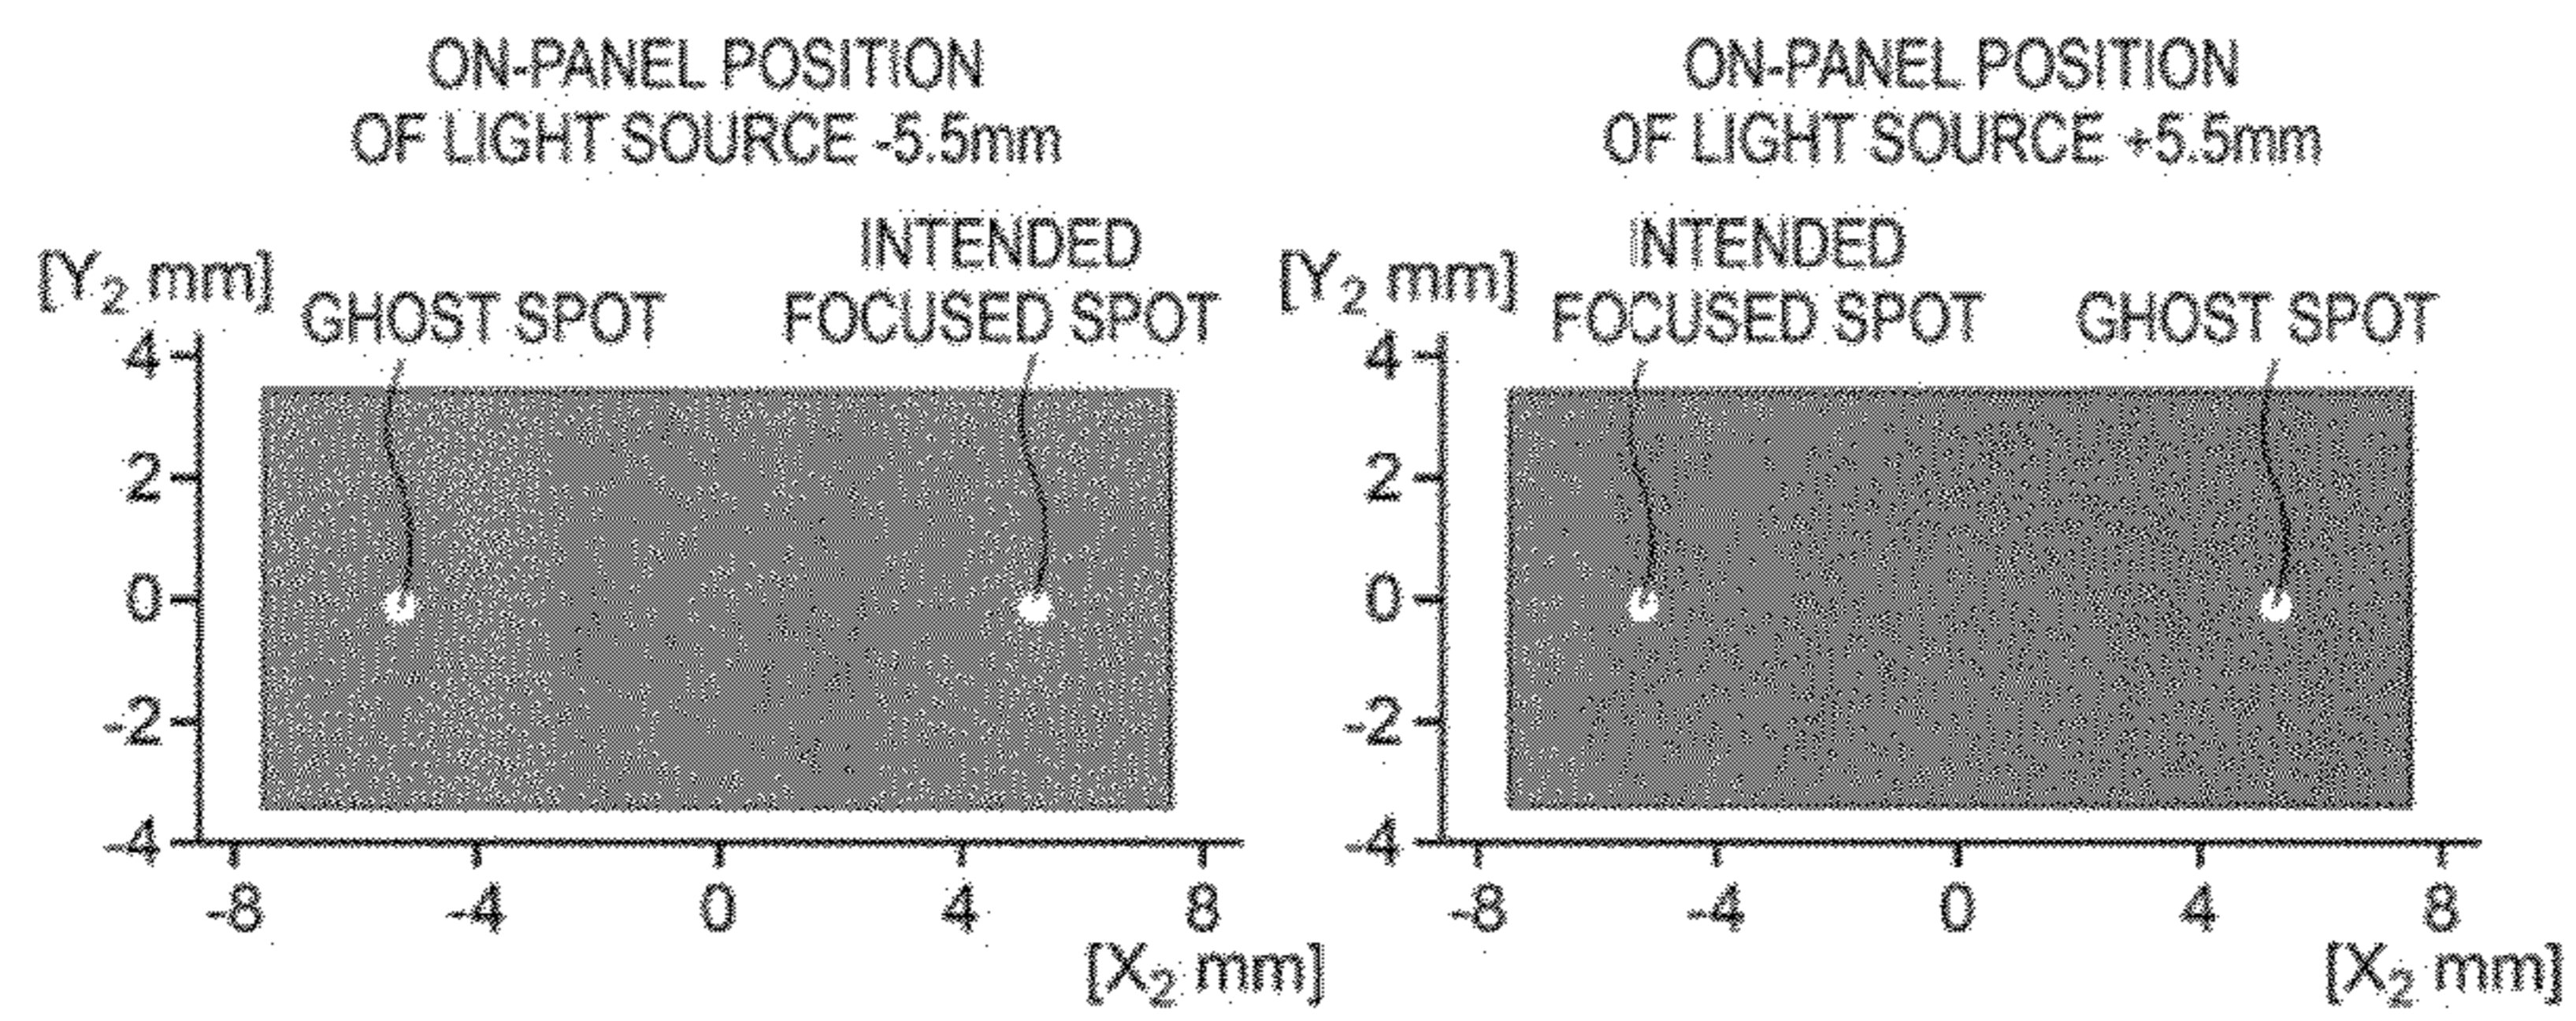 ON-PANEL POSITION
OF LIGHT SOURCE -5.5mm
[Y2 mm]
GHOST SPOT
INTENDED
FOCUSED SPOT
4
2
0
-2
-4
-8
-4
0
4
8
[X2 mm]
ON-PANEL POSITION
OF LIGHT SOURCE +5.5mm
[Y2 mm]
INTENDED
FOCUSED SPOT
GHOST SPOT
4
2
0
-2
-4
-8
-4
0
4
8
[X2 mm]